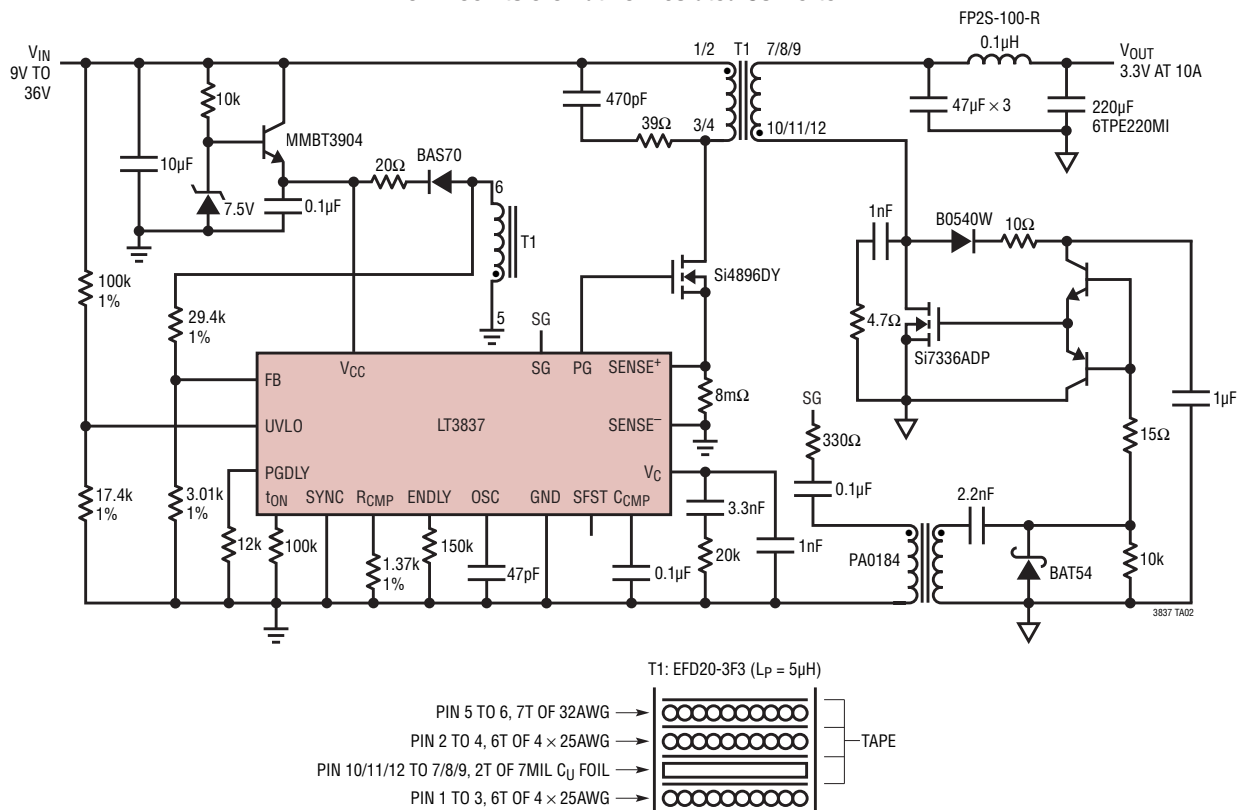 FP2S-100-R
0.1µH
VIN
9V TO
36V
VOUT
3.3V AT 10A
1/2
T1
7/8/9
3/4
10/11/12
10k
470pF
39Ω
47µF × 3
220µF
6TPE220MI
MMBT3904
10µF
7.5V
0.1µF
20Ω
BAS70
6
T1
5
1nF
B0540W
10Ω
Si4896DY
100k
1%
29.4k
1%
4.7Ω
Si7336ADP
SG
FB
VCC
SG
PG
SENSE+
8mΩ
UVLO
LT3837
SENSE–
SG
330Ω
15Ω
1µF
PGDLY
VC
tON
SYNC
RCMP
ENDLY
OSC
GND
SFST
CCMP
17.4k
1%
3.01k
1%
12k
100k
1.37k
1%
150k
47pF
0.1µF
3.3nF
20k
1nF
0.1µF
2.2nF
PA0184
BAT54
10k
3837 TA02
T1: EFD20-3F3 (LP = 5µH)
PIN 5 TO 6, 7T OF 32AWG
PIN 2 TO 4, 6T OF 4 × 25AWG
TAPE
PIN 10/11/12 TO 7/8/9, 2T OF 7MIL CU FOIL
PIN 1 TO 3, 6T OF 4 × 25AWG